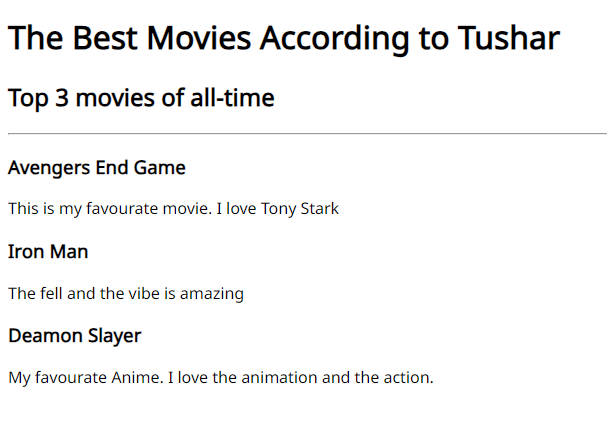 The Best Movies According to Tushar
Top 3 movies of all-time
Avengers End Game
This is my favourate movie. I love Tony Stark
Iron Man
The fell and the vibe is amazing
Deamon Slayer
My favourate Anime. I love the animation and the action.